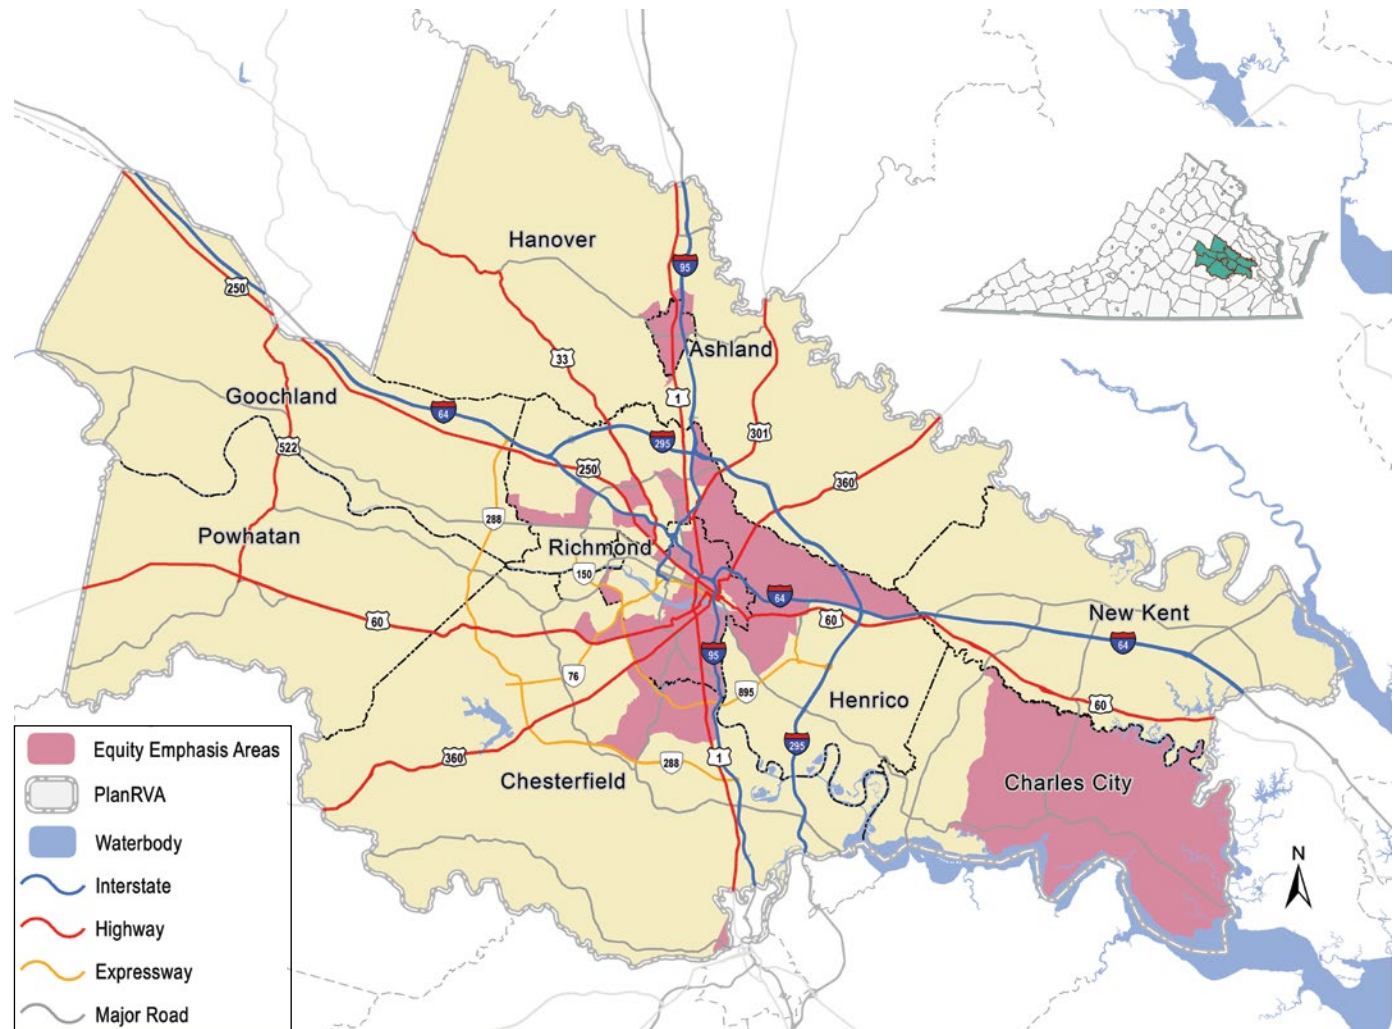 Hanover
95
250
33
Ashland
Goochland
1
64
301
295
522
250
360
288
Powhatan
Richmond
150
64
60
New Kent
60
64
95
76
895
Henrico
60
295
360
288
1
Chesterfield
Charles City
N
Equity Emphasis Areas
PlanRVA
Waterbody
Interstate
Highway
Expressway
Major Road